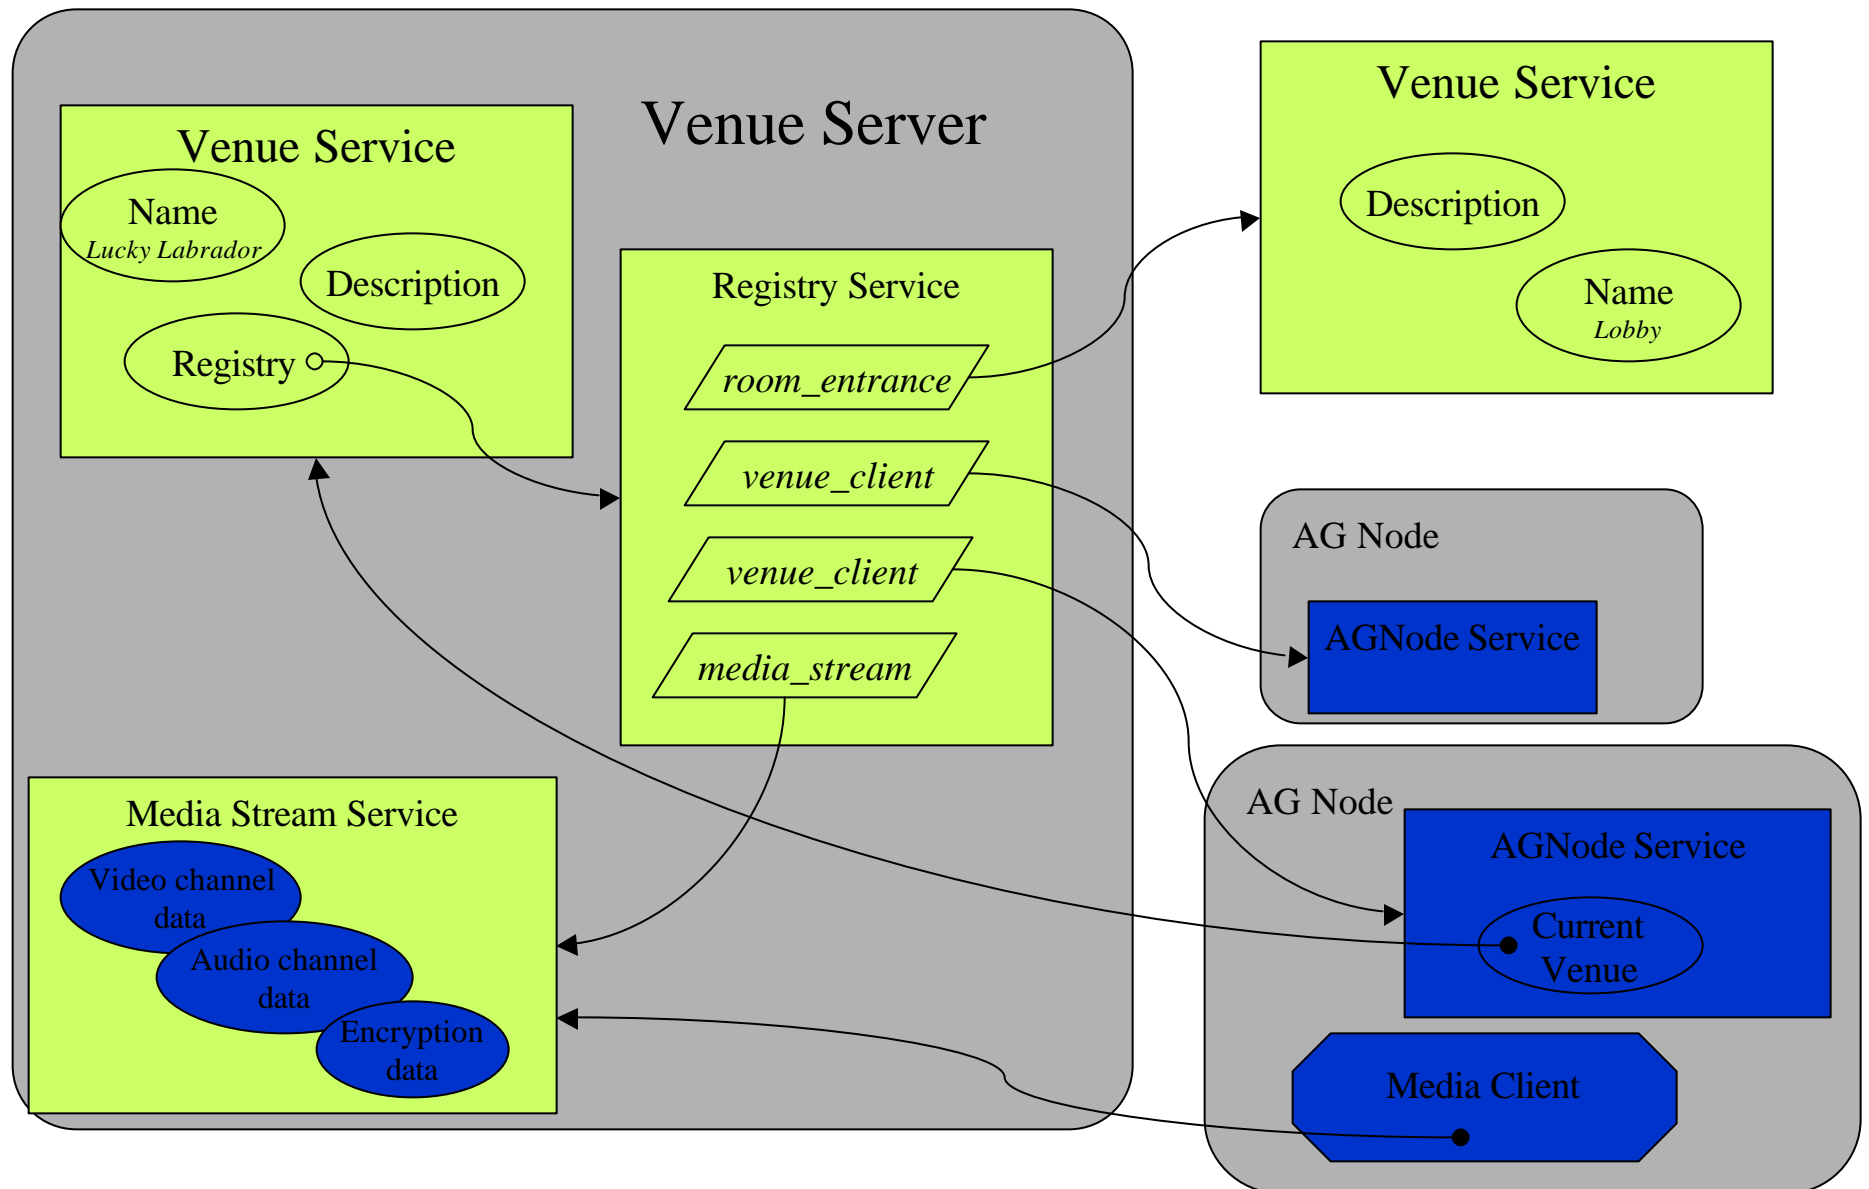 Venue Server
Venue Service
Name
Lucky Labrador
Description
Registry
Registry Service
room_entrance
venue_client
venue_client
media_stream
Media Stream Service
Video channel
data
Audio channel
data
Encryption
data
Venue Service
Description
Name
Lobby
AG Node
AGNode Service
AG Node
AGNode Service
Current
Venue
Media Client